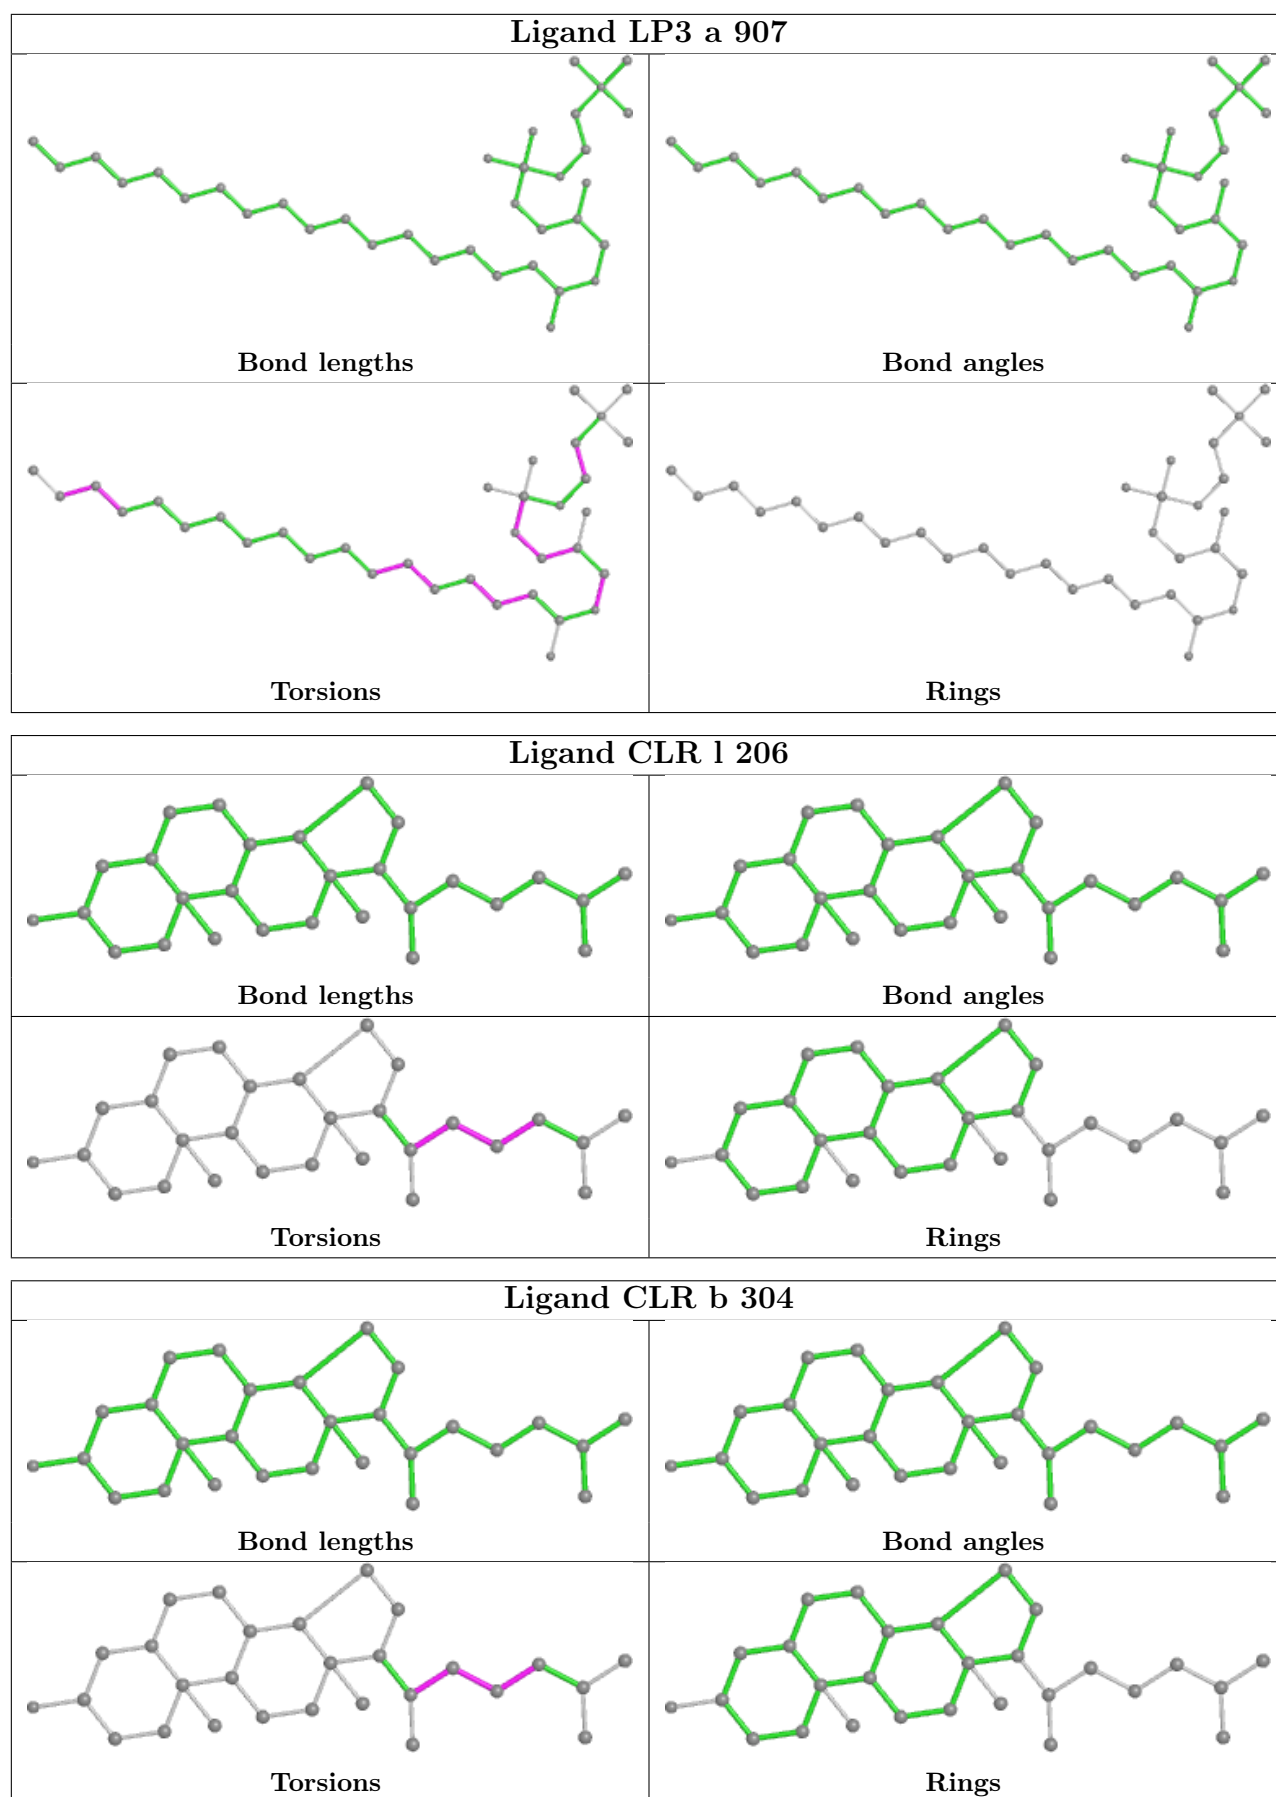 Ligand LP3 a 907
Bond lengths
Bond angles
Torsions
Rings
Ligand CLR l 206
Bond lengths
Bond angles
Torsions
Rings
Ligand CLR b 304
Bond lengths
Bond angles
Torsions
Rings